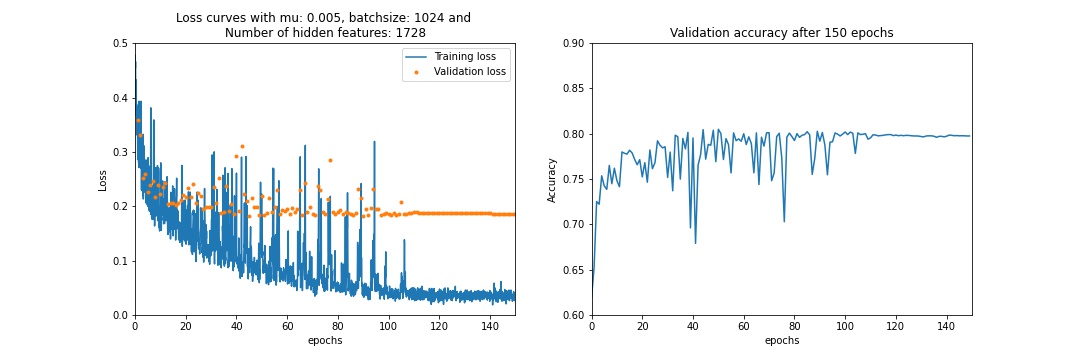 Loss curves with mu: 0.005, batchsize: 1024 and
Number of hidden features: 1728
0.5
0.4
0.3
0.2
0.1
0.0
Loss
Training loss
Validation loss
0 20 40 60 80 100 120 140
epochs
Validation accuracy after 150 epochs
0.90
0.85
0.80
0.75
0.70
0.65
0.60
Accuracy
0 20 40 60 80 100 120 140
epochs